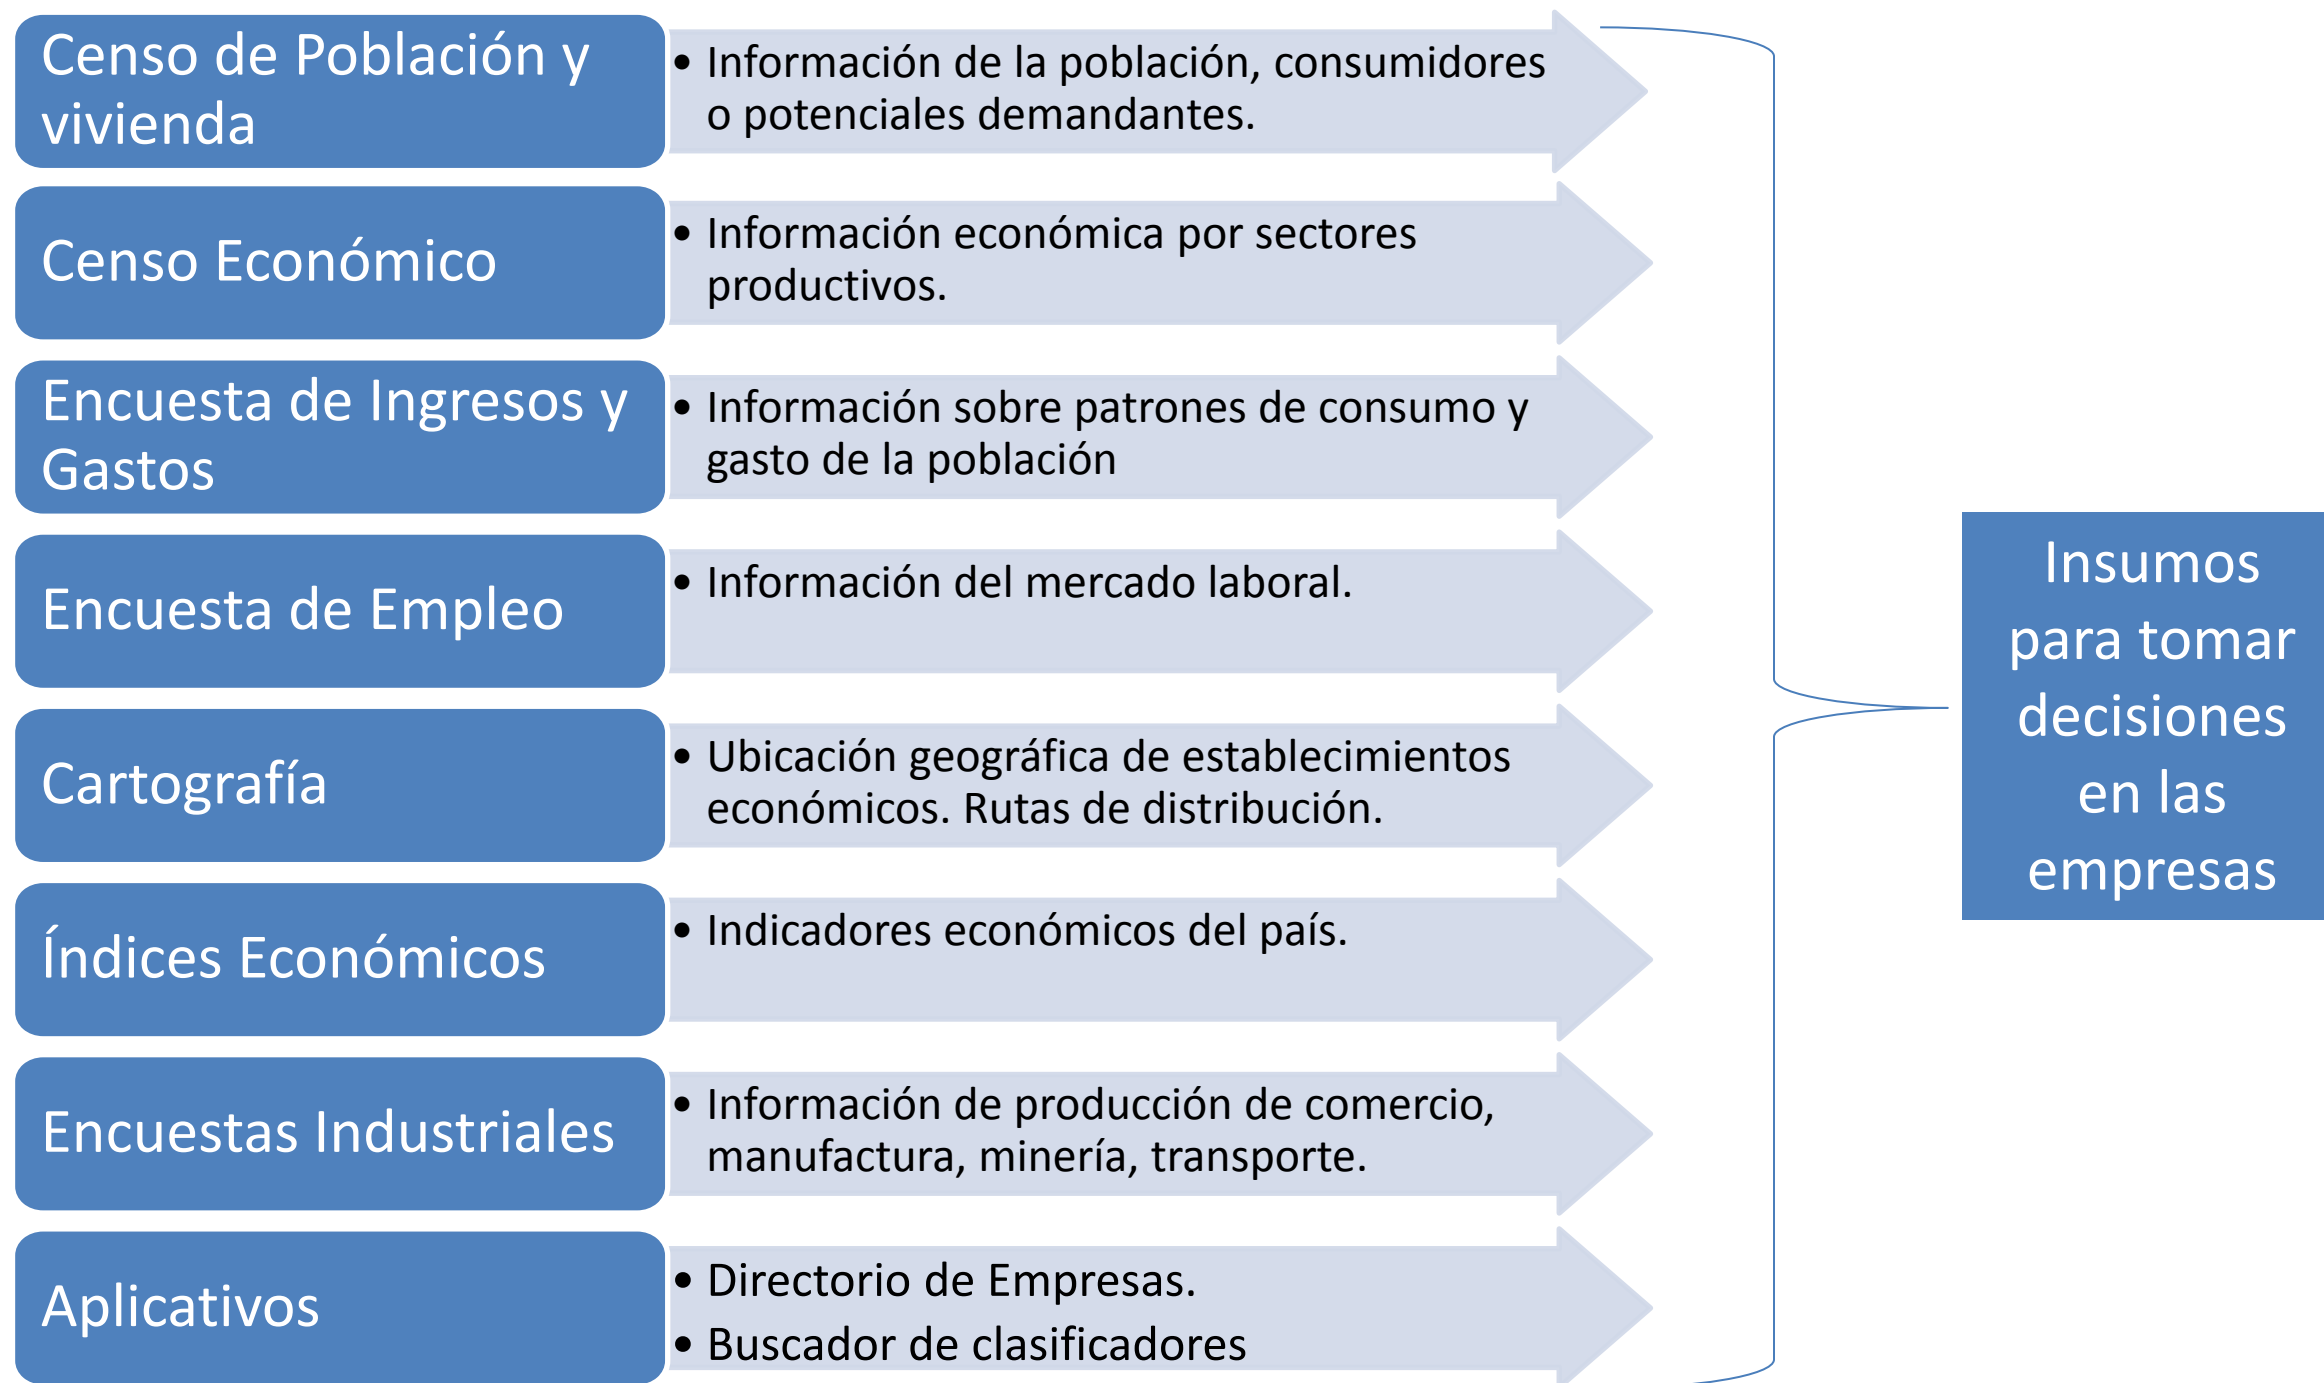 Censo de Población y
vivienda
• Información de la población, consumidores
o potenciales demandantes.
Censo Económico
• Información económica por sectores
productivos.
Encuesta de Ingresos y
Gastos
• Información sobre patrones de consumo y
gasto de la población
Encuesta de Empleo
• Información del mercado laboral.
Cartografía
• Ubicación geográfica de establecimientos
económicos. Rutas de distribución.
Índices Económicos
• Indicadores económicos del país.
Encuestas Industriales
• Información de producción de comercio,
manufactura, minería, transporte.
Aplicativos
• Directorio de Empresas.
• Buscador de clasificadores
Insumos
para tomar
decisiones
en las
empresas